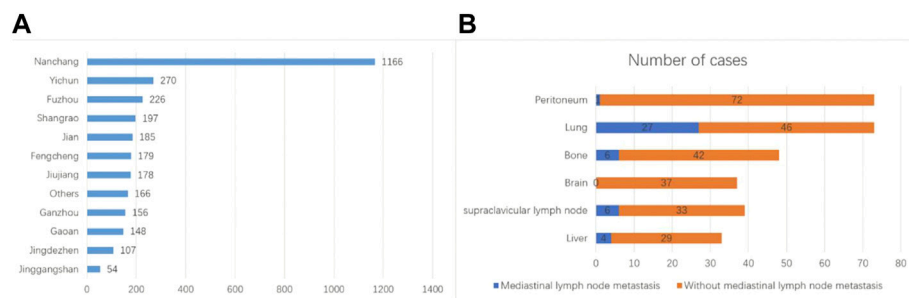 A
Nanchang 1166
Yichun 270
Fuzhou 226
Shangrao 197
Jian 185
Fengcheng 179
Jiujiang 178
Others 166
Ganzhou 156
Gaoan 148
Jingdezhen 107
Jinggangshan 54
0 200 400 600 800 1000 1200 1400
B
Number of cases
Peritoneum 72
Lung 27 46
Bone 6 42
Brain 0 37
supraclavicular lymph node 6 33
Liver 4 29
0 10 20 30 40 50 60 70 80
Mediastinal lymph node metastasis Without mediastinal lymph node metastasis